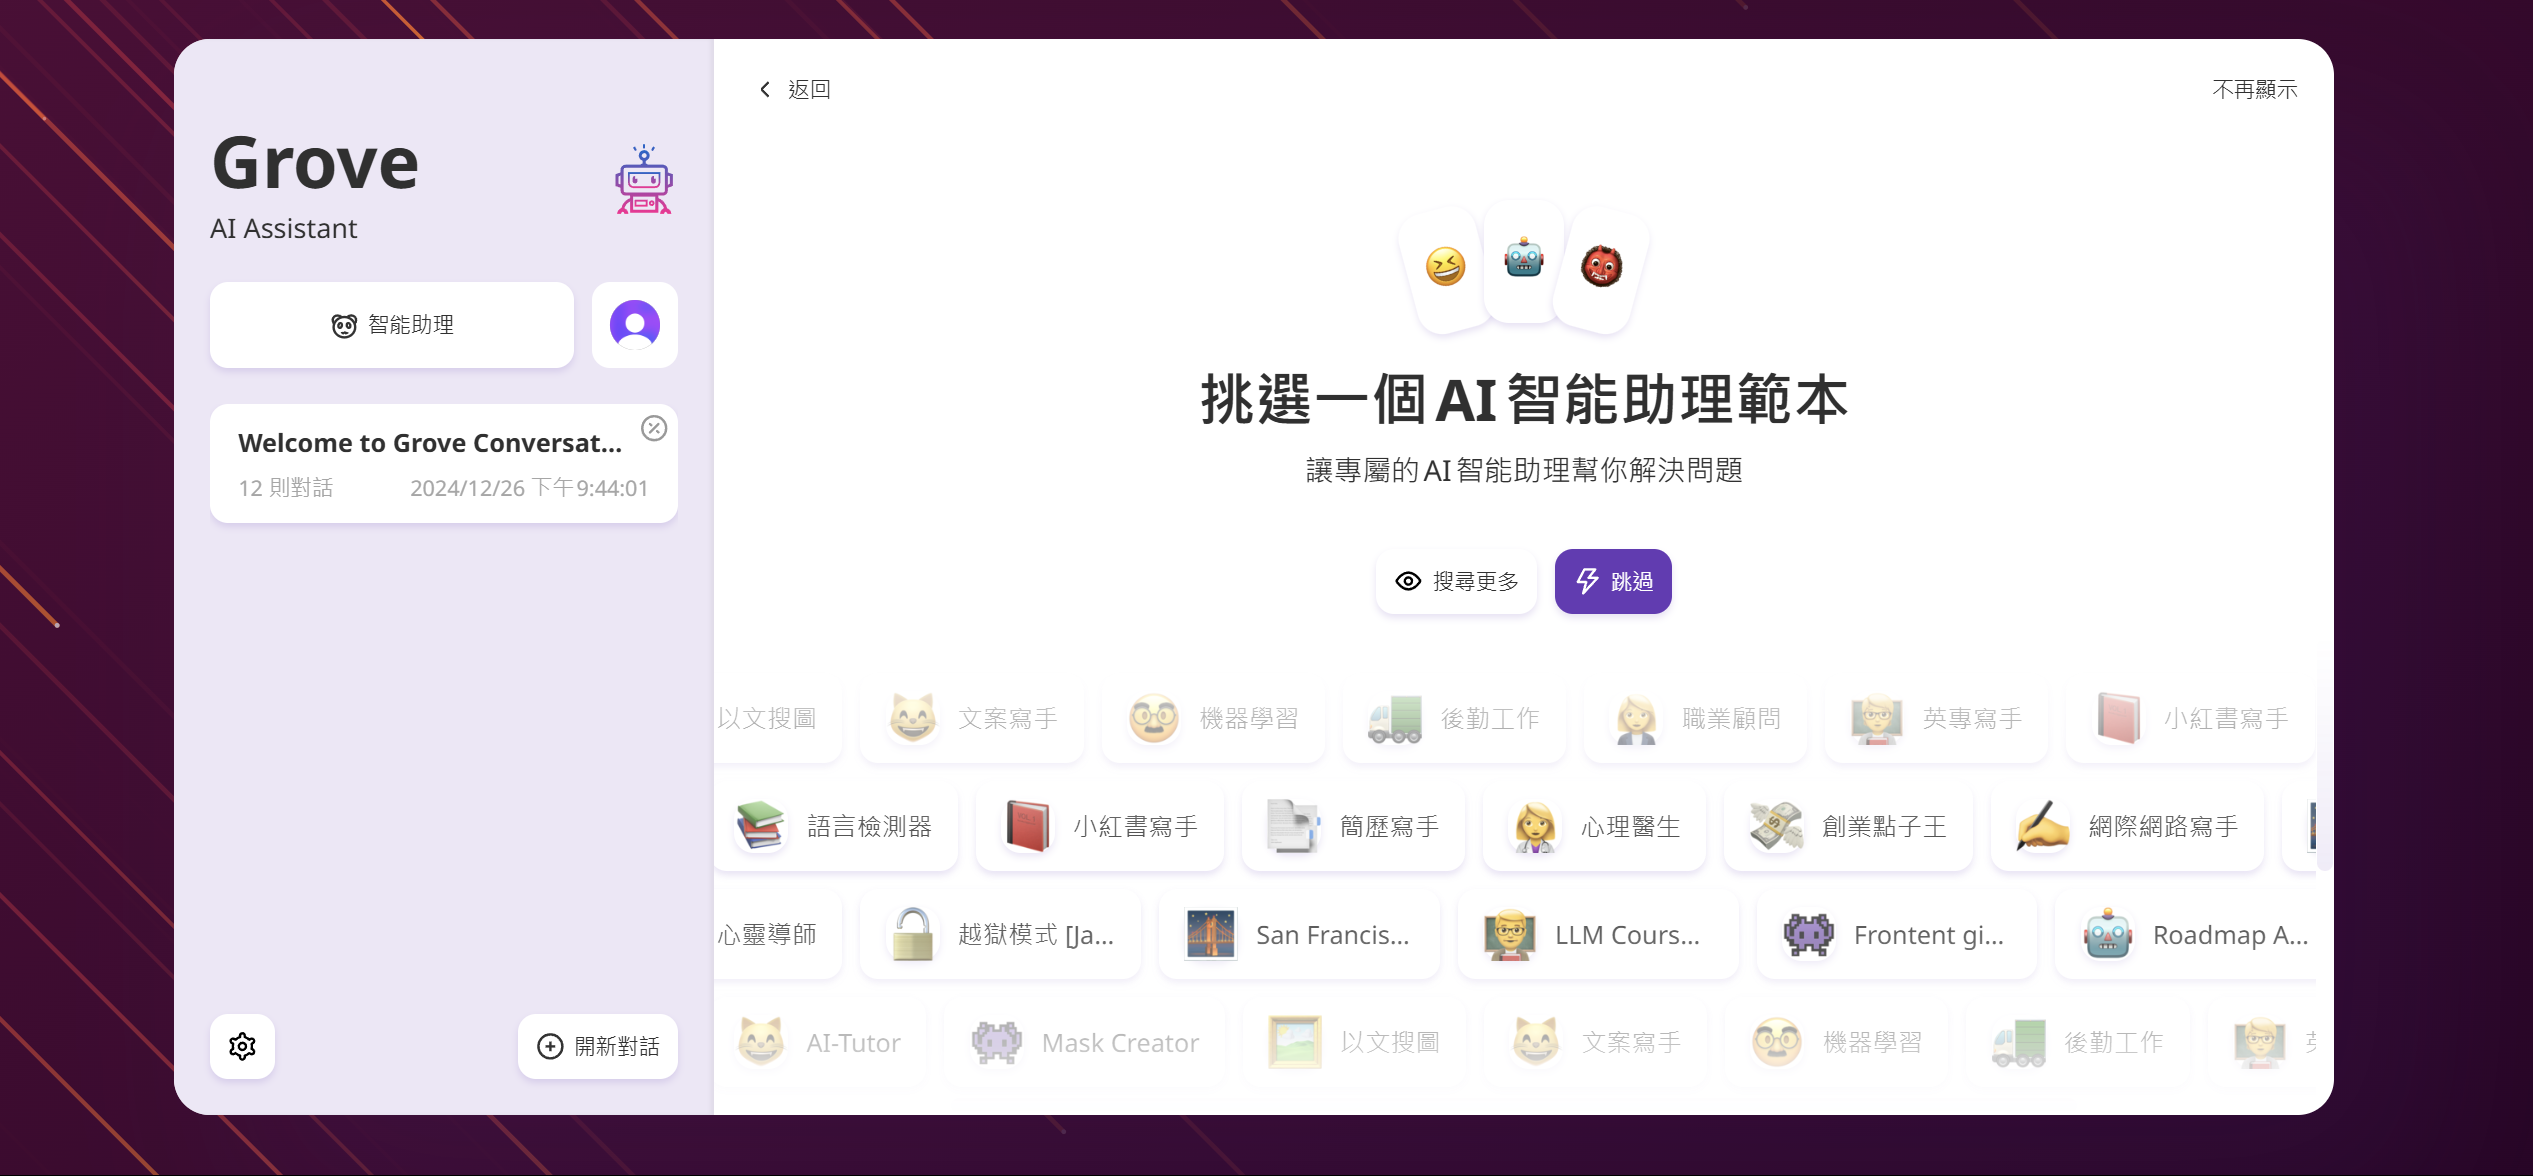 Grove
AI Assistant
智能助理
Welcome to Grove Conversat...
12 則對話
2024/12/26 下午9:44:01
開新對話
返回
不再顯示
挑選一個AI智能助理範本
讓專屬的AI智能助理幫你解決問題
搜尋更多
跳過
以文搜圖
文案寫手
機器學習
後勤工作
職業顧問
英專寫手
小紅書寫手
語言檢測器
小紅書寫手
簡歷寫手
心理醫生
創業點子王
網際網路寫手
心靈導師
越獄模式 [Ja...
San Francis...
LLM Cours...
Frontent gi...
Roadmap A...
AI-Tutor
Mask Creator
以文搜圖
文案寫手
機器學習
後勤工作